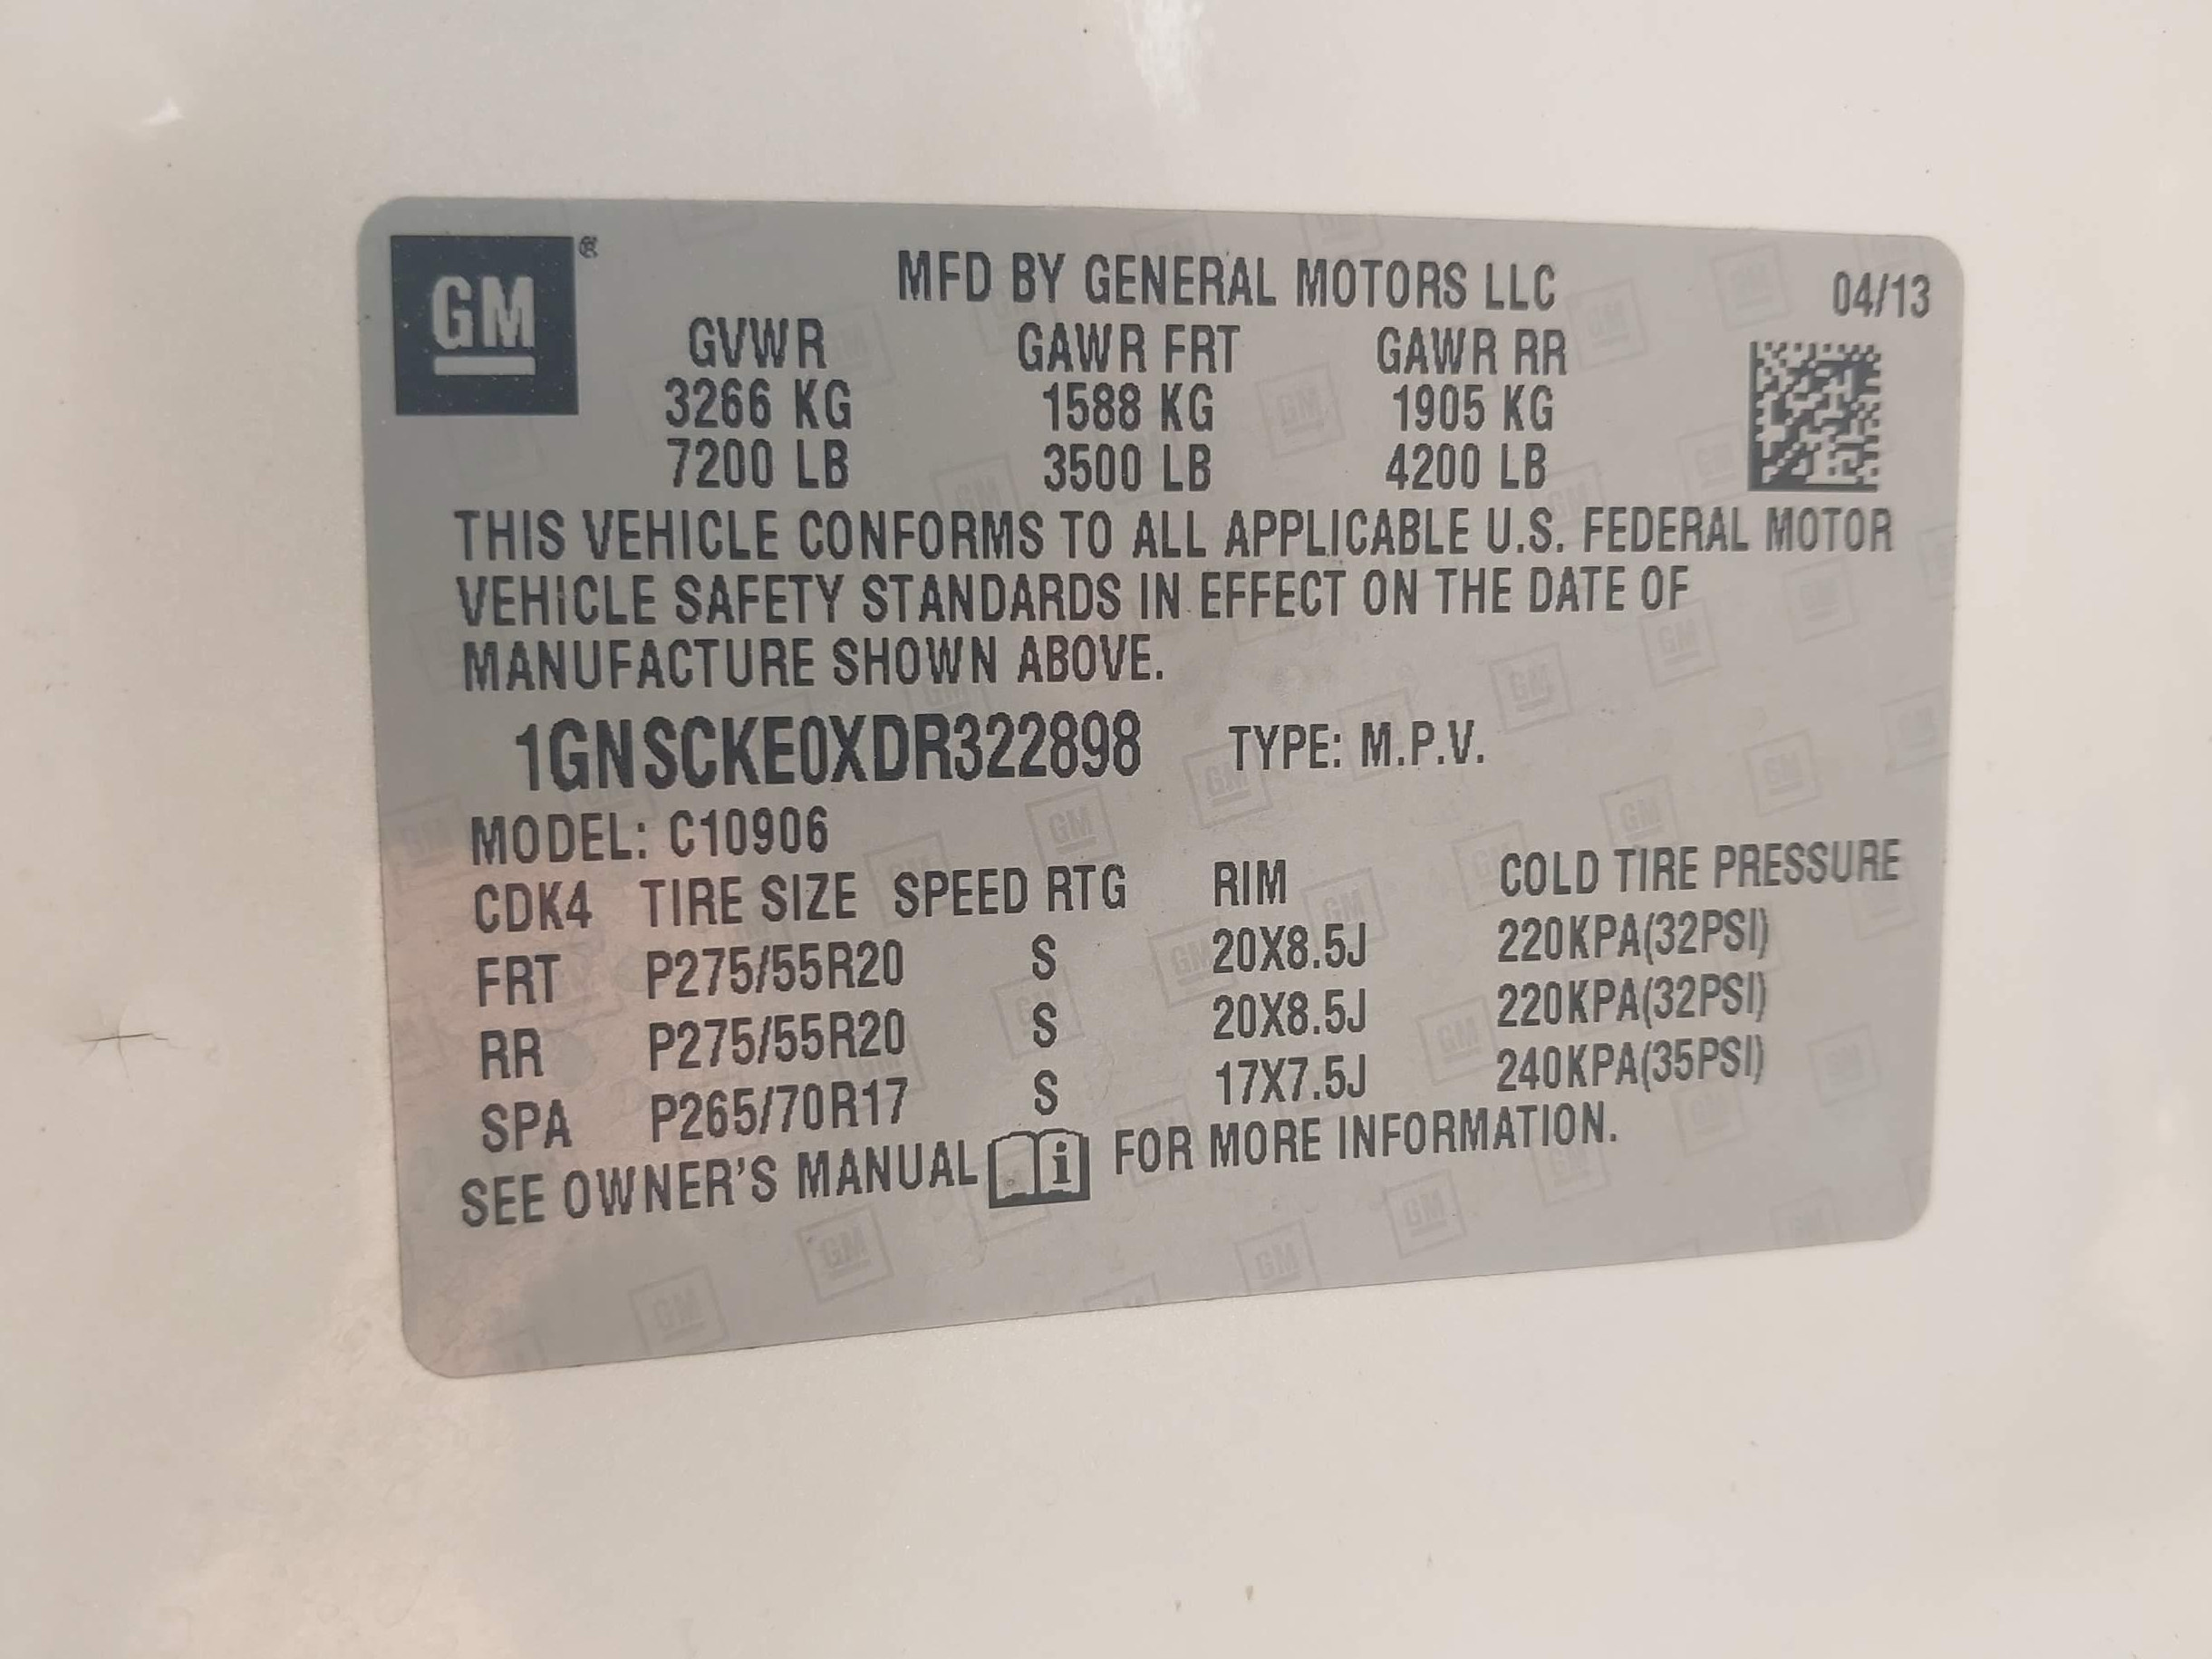 GM ®
MFD BY GENERAL MOTORS LLC 04/13
GVWR GAWR FRT GAWR RR
3266 KG 1588 KG 1905 KG
7200 LB 3500 LB 4200 LB
THIS VEHICLE CONFORMS TO ALL APPLICABLE U.S. FEDERAL MOTOR
VEHICLE SAFETY STANDARDS IN EFFECT ON THE DATE OF
MANUFACTURE SHOWN ABOVE.
1GNSCKE0XDR322898 TYPE: M.P.V.
MODEL: C10906
CDK4 TIRE SIZE SPEED RTG RIM COLD TIRE PRESSURE
FRT P275/55R20 S 20X8.5J 220KPA(32PSI)
RR P275/55R20 S 20X8.5J 220KPA(32PSI)
SPA P265/70R17 S 17X7.5J 240KPA(35PSI)
SEE OWNER'S MANUAL i FOR MORE INFORMATION.